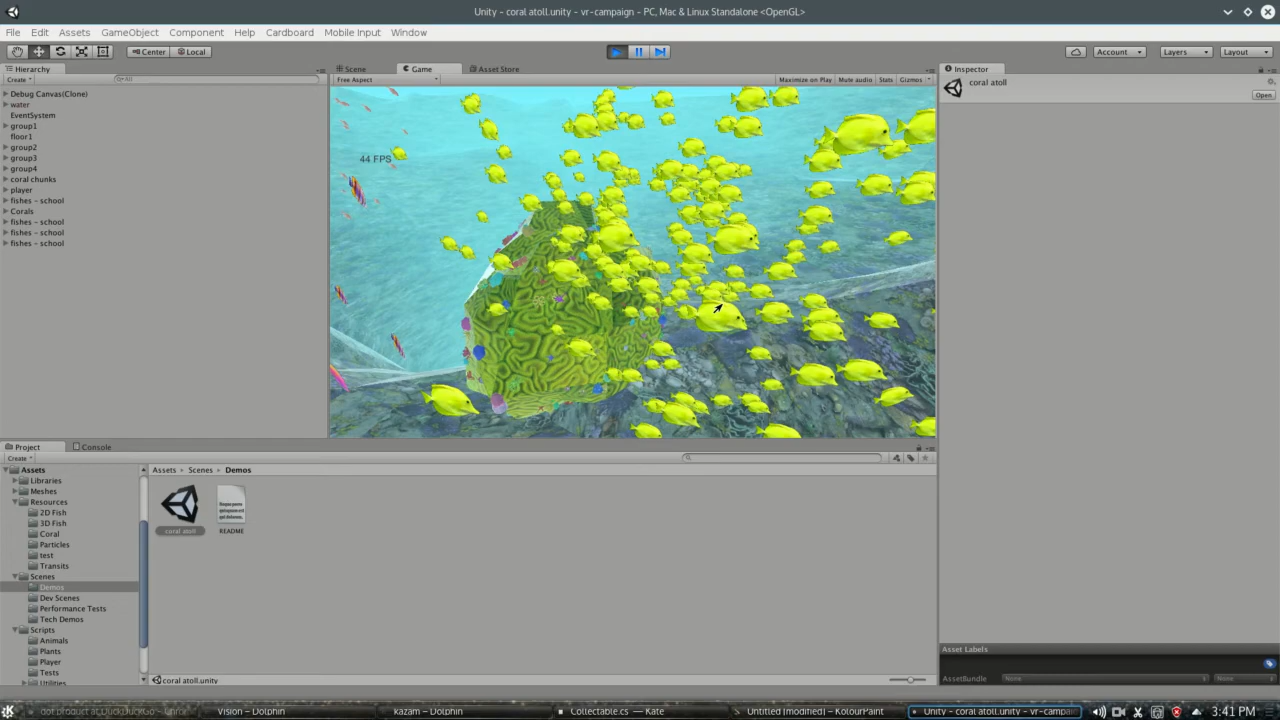 Unity - coral atoll.unity - vr-campaign - PC, Mac & Linux Standalone <OpenGL>
File Edit Assets GameObject Component Help Cardboard Mobile Input Window
Center Local Account Layers Layout
Hierarchy Scene Game Asset Store Inspector
Create All Free Aspect Maximize on Play Mute audio Stats Gizmos
coral atoll
Open
Debug Canvas(Clone)
water
EventSystem
group1
floor1
group2
group3
group4
coral chunks
player
fishes - school
Corals
fishes - school
fishes - school
fishes - school
44 FPS
Project Console
Create
Assets Scenes Demos
Assets
Libraries
Meshes
Resources
2D Fish
3D Fish
Coral
Particles
test
Transits
Scenes
Demos
Dev Scenes
Performance Tests
Tech Demos
Scripts
Animals
Plants
Player
Tests
Utilities
coral atoll README
coral atoll.unity
Asset Labels
AssetBundle None None
dot product at DuckDuckGo - Vision – Dolphin kazam – Dolphin Collectable.cs — Kate Untitled [modified] – KolourPaint Unity - coral atoll.unity - vr-campai 3:41 PM